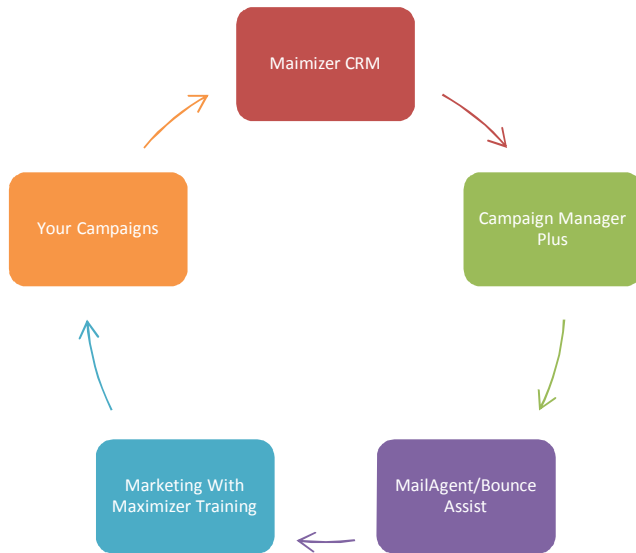 Maimizer CRM
Campaign Manager
Plus
MailAgent/Bounce
Assist
Marketing With
Maximizer Training
Your Campaigns